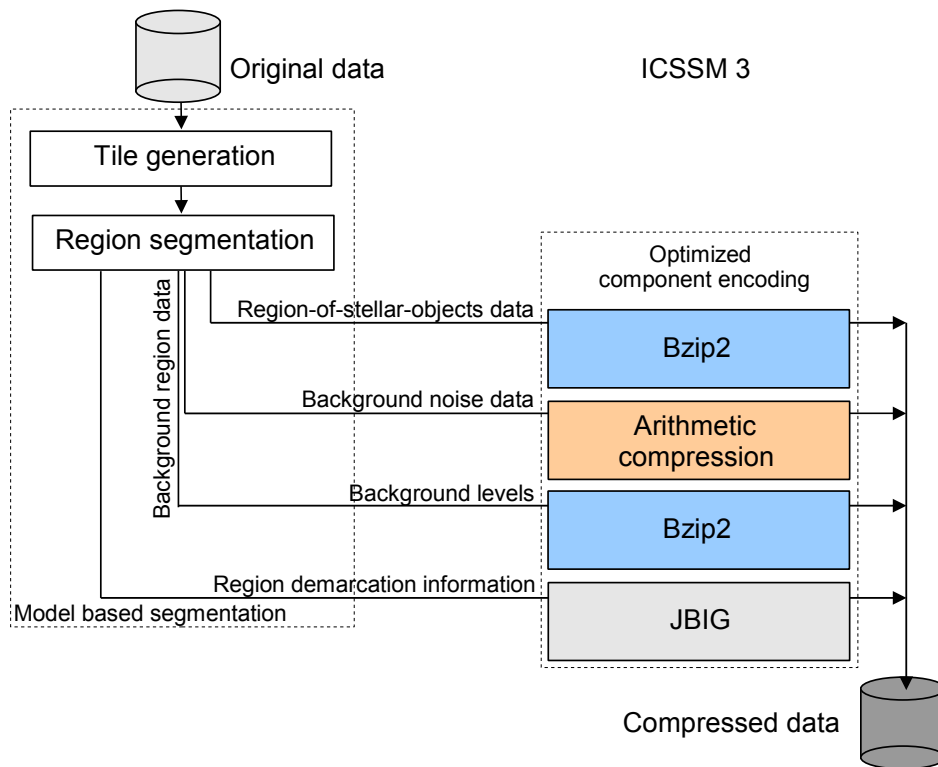 Original data
ICSSM 3
Tile generation
Region segmentation
Optimized
component encoding
Background region data
Region-of-stellar-objects data
Bzip2
Background noise data
Arithmetic
compression
Background levels
Bzip2
Region demarcation information
Model based segmentation
JBIG
Compressed data